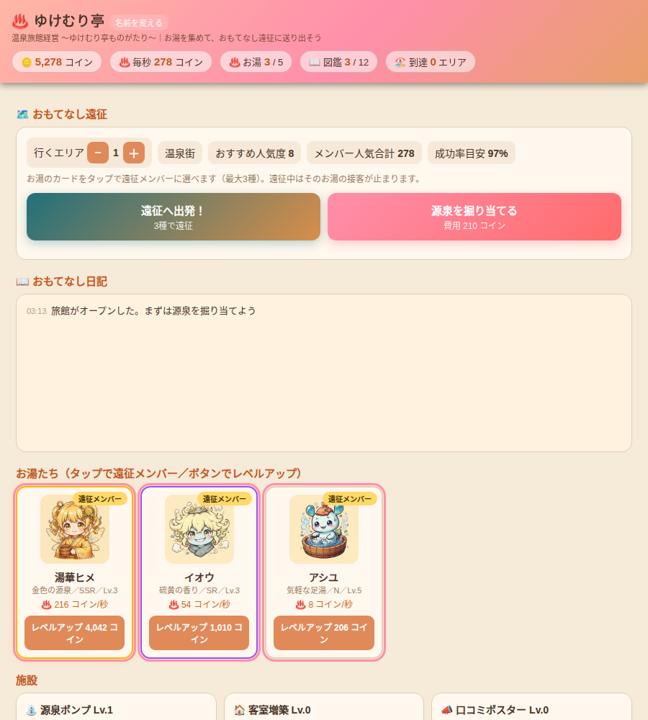 ゆけむり亭 名前を変える
温泉旅館経営 〜ゆけむり亭ものがたり〜｜お湯を集めて、おもてなし遠征に送り出そう
5,278 コイン 毎秒 278 コイン お湯 3 / 5 図鑑 3 / 12 到達 0 エリア
おもてなし遠征
行くエリア − 1 ＋ 温泉街 おすすめ人気度 8 メンバー人気合計 278 成功率目安 97%
お湯のカードをタップで遠征メンバーに選べます（最大3種）。遠征中はそのお湯の接客が止まります。
遠征へ出発！
3種で遠征
源泉を掘り当てる
費用 210 コイン
おもてなし日記
03:13 旅館がオープンした。まずは源泉を掘り当てよう
お湯たち（タップで遠征メンバー／ボタンでレベルアップ）
遠征メンバー
湯華ヒメ
金色の源泉／SSR／Lv.3
216 コイン/秒
レベルアップ 4,042 コ
イン
遠征メンバー
イオウ
硫黄の香り／SR／Lv.3
54 コイン/秒
レベルアップ 1,010 コ
イン
遠征メンバー
アシユ
気軽な足湯／N／Lv.5
8 コイン/秒
レベルアップ 206 コイ
ン
施設
源泉ポンプ Lv.1
客室増築 Lv.0
口コミポスター Lv.0